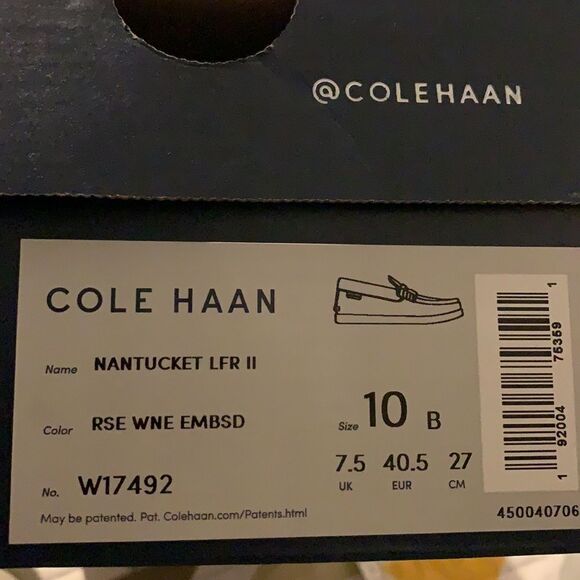 @COLEHAAN
COLE HAAN
Name NANTUCKET LFR II
Color RSE WNE EMBSD
Size 10 B
No. W17492
7.5 40.5 27
UK EUR CM
May be patented. Pat. Colehaan.com/Patents.html
1 92004 75359 1
450040706